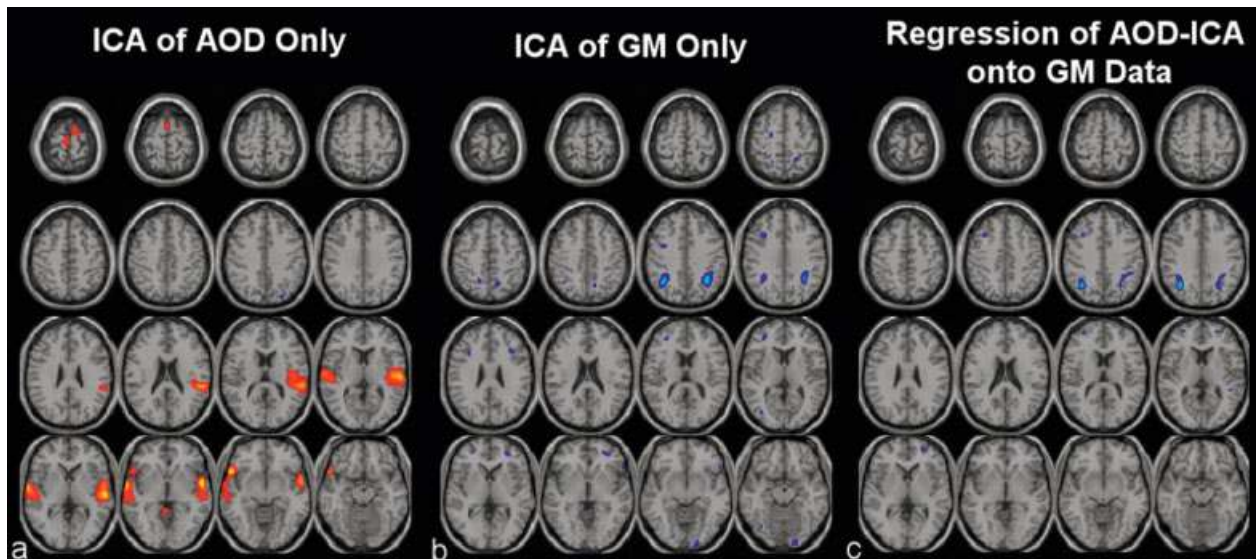 ICA of AOD Only
ICA of GM Only
Regression of AOD-ICA
onto GM Data
a
b
c